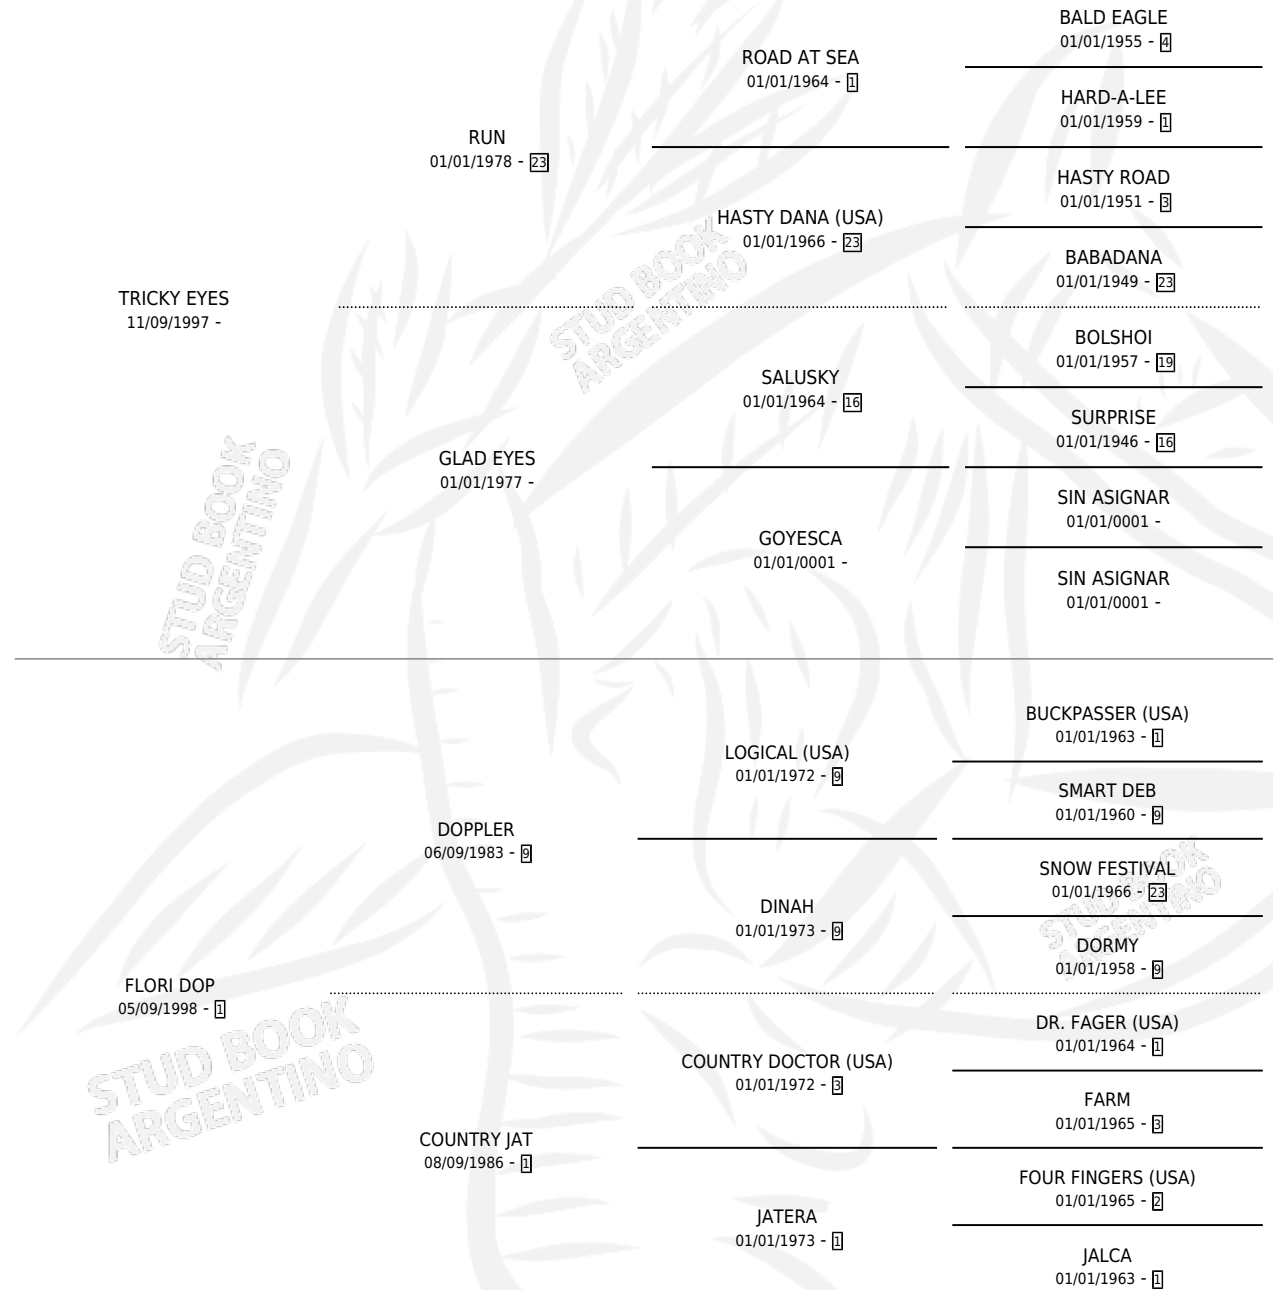 BALD EAGLE
01/01/1955 - 4
ROAD AT SEA
01/01/1964 - 1
HARD-A-LEE
01/01/1959 - 1
RUN
01/01/1978 - 23
HASTY ROAD
01/01/1951 - 3
HASTY DANA (USA)
01/01/1966 - 23
BABADANA
01/01/1949 - 23
TRICKY EYES
11/09/1997 -
BOLSHOI
01/01/1957 - 19
SALUSKY
01/01/1964 - 16
SURPRISE
01/01/1946 - 16
GLAD EYES
01/01/1977 -
SIN ASIGNAR
01/01/0001 -
GOYESCA
01/01/0001 -
SIN ASIGNAR
01/01/0001 -
BUCKPASSER (USA)
01/01/1963 - 1
LOGICAL (USA)
01/01/1972 - 9
SMART DEB
01/01/1960 - 9
DOPPLER
06/09/1983 - 9
SNOW FESTIVAL
01/01/1966 - 23
DINAH
01/01/1973 - 9
DORMY
01/01/1958 - 9
FLORI DOP
05/09/1998 - 1
DR. FAGER (USA)
01/01/1964 - 1
COUNTRY DOCTOR (USA)
01/01/1972 - 3
FARM
01/01/1965 - 3
COUNTRY JAT
08/09/1986 - 1
FOUR FINGERS (USA)
01/01/1965 - 2
JATERA
01/01/1973 - 1
JALCA
01/01/1963 - 1
STUD BOOK
ARGENTINO
STUD BOOK
ARGENTINO
STUD BOOK
ARGENTINO
STUD BOOK
ARGENTINO